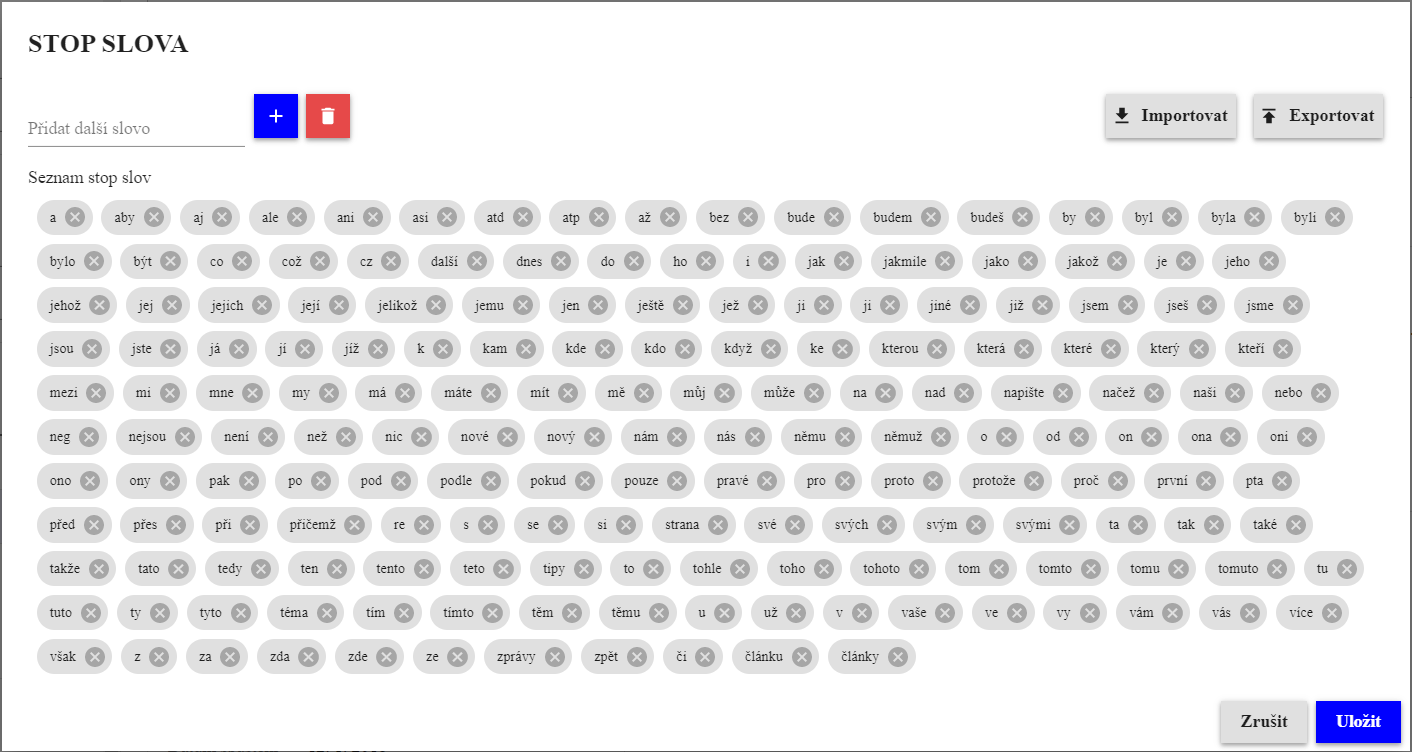 STOP SLOVA
Přidat další slovo
Importovat Exportovat
Seznam stop slov
a aby aj ale ani asi atd atp až bez bude budem budeš by byl byla byli
bylo být co což cz další dnes do ho i jak jakmile jako jakož je jeho
jehož jej jejich její jelikož jemu jen ještě jež ji ji jiné již jsem jseš jsme
jsou jste já jí jíž k kam kde kdo když ke kterou která které který kteří
mezi mi mne my má máte mít mě můj může na nad napište načež naši nebo
neg nejsou není než nic nové nový nám nás němu němuž o od on ona oni
ono ony pak po pod podle pokud pouze pravé pro proto protože proč první pta
před přes při přičemž re s se si strana své svých svým svými ta tak také
takže tato tedy ten tento teto tipy to tohle toho tohoto tom tomto tomu tomuto tu
tuto ty tyto téma tím tímto těm těmu u už v vaše ve vy vám vás více
však z za zda zde ze zprávy zpět či článku články
Zrušit Uložit